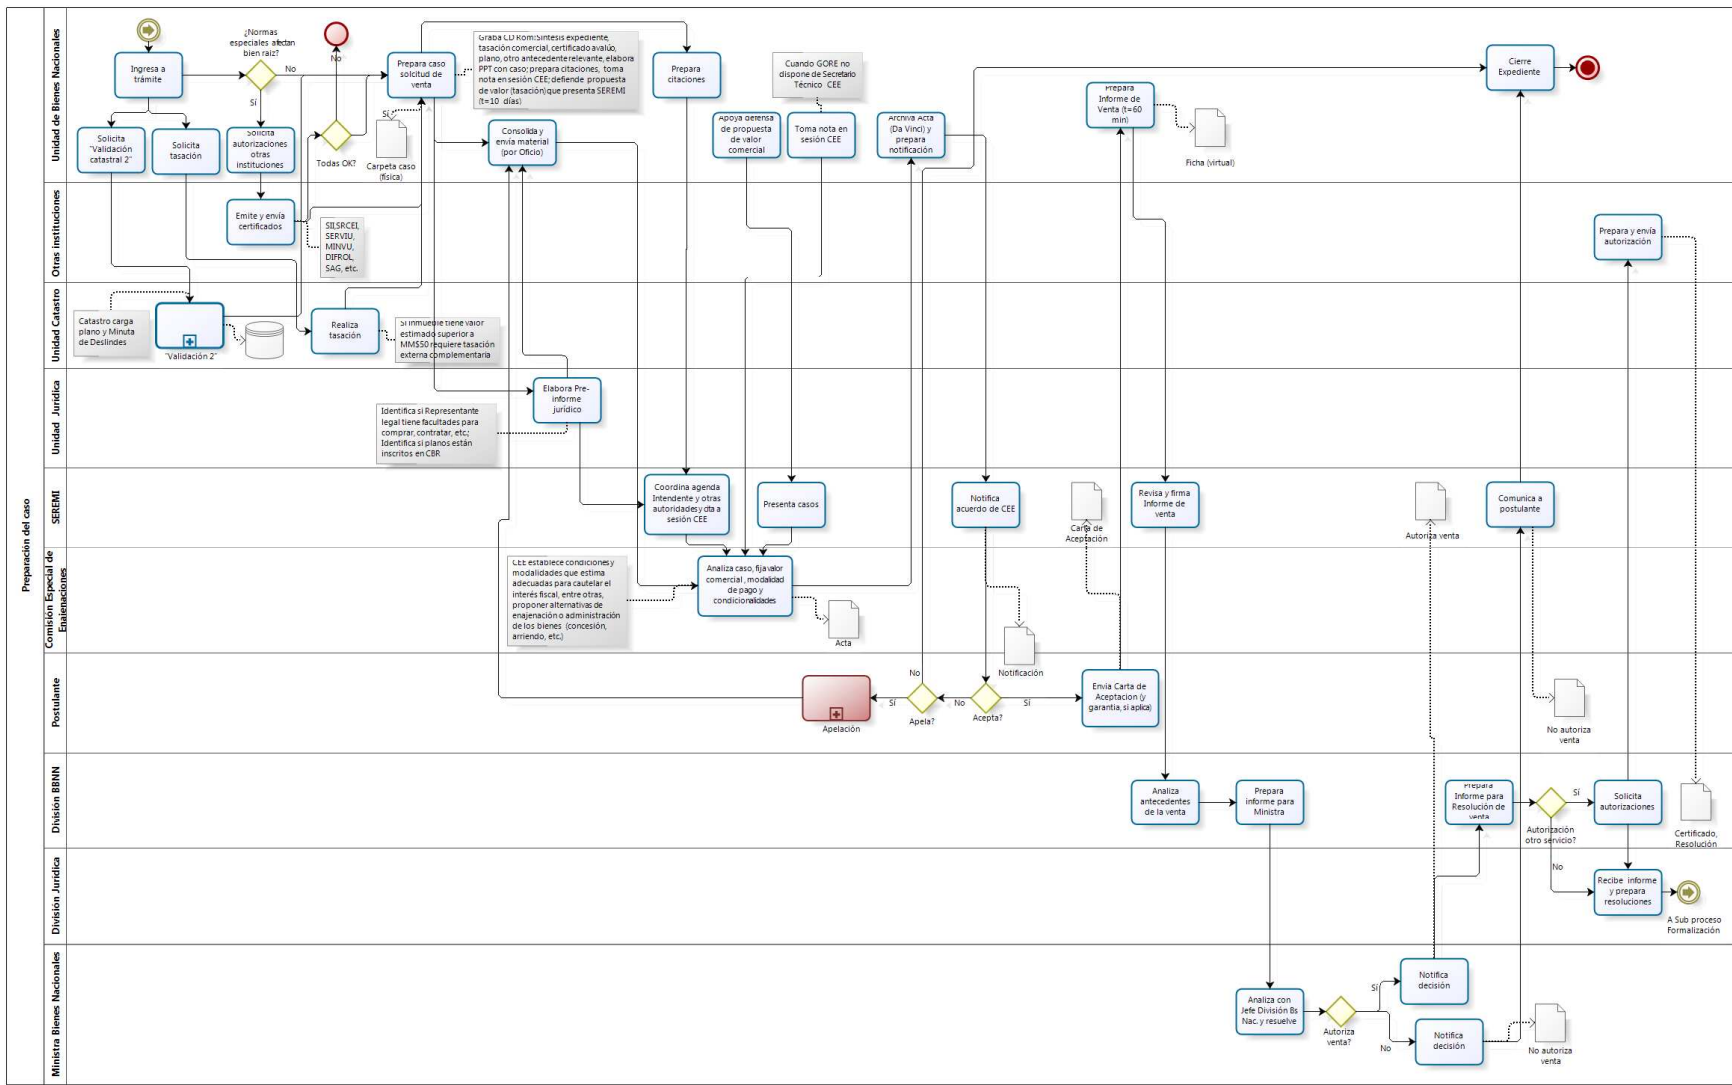 Preparación del caso
Unidad de Bienes Nacionales
Otras instituciones
Unidad Catastro
Unidad Jurídica
SEREMI
Comisión Especial de
Enajenaciones
Postulante
División BBNN
División Jurídica
Ministra Bienes Nacionales
Ingresa a
trámite
¿Normas
especiales afectan
bien raiz?
No
Sí
No
Todas OK?
Sí
Solicita
"Validación
catastral 2"
Solicita
tasación
Solicita
autorizaciones
otras
instituciones
Prepara caso
solcitud de
venta
Graba CD Rom:Síntesis expediente,
tasación comercial, certificado avalúo,
plano, otro antecedente relevante, elabora
PPT con caso; prepara citaciones, toma
nota en sesión CEE; defiende propuesta
de valor (tasación)que presenta SEREMI
(t=10 días)
Carpeta caso
(física)
Consolida y
envía material
(por Oficio)
Prepara
citaciones
Cuando GORE no
dispone de Secretario
Técnico CEE
Apoya defensa
de propuesta
de valor
comercial
Toma nota en
sesión CEE
Archiva Acta
(Da Vinci) y
prepara
notificación
Prepara
Informe de
Venta (t=60
min)
Ficha (virtual)
Cierre
Expediente
Emite y envía
certificados
SII,SRCEI,
SERVIU,
MINVU,
DIFROL,
SAG, etc.
Prepara y envía
autorización
Catastro carga
plano y Minuta
de Deslindes
"Validación 2"
Realiza
tasación
Si inmueble tiene valor
estimado superior a
MM$50 requiere tasación
externa complementaria
Elabora Pre-
informe
jurídico
Identifica si Representante
legal tiene facultades para
comprar, contratar, etc.;
Identifica si planos están
inscritos en CBR
Coordina agenda
Intendente y otras
autoridades y cita a
sesión CEE
Presenta casos
Notifica
acuerdo de CEE
Carta de
Aceptación
Revisa y firma
Informe de
venta
Autoriza venta
Comunica a
postulante
CEE establece condiciones y
modalidades que estima
adecuadas para cautelar el
interés fiscal, entre otras,
proponer alternativas de
enajenación o administración
de los bienes (concesión,
arriendo, etc.)
Analiza caso, fija valor
comercial , modalidad
de pago y
condicionalidades
Acta
Notificación
Apelación
Sí
No
Apela?
No
Acepta?
Sí
Envia Carta de
Aceptacion (y
garantia, si aplica)
No autoriza
venta
Analiza
antecedentes
de la venta
Prepara
informe para
Ministra
Prepara
Informe para
Resolución de
venta
Autorización
otro servicio?
Sí
No
Solicita
autorizaciones
Certificado,
Resolución
Recibe informe
y prepara
resoluciones
A Sub proceso
Formalización
Analiza con
Jefe División Bs
Nac. y resuelve
Autoriza
venta?
Sí
No
Notifica
decisión
Notifica
decisión
No autoriza
venta